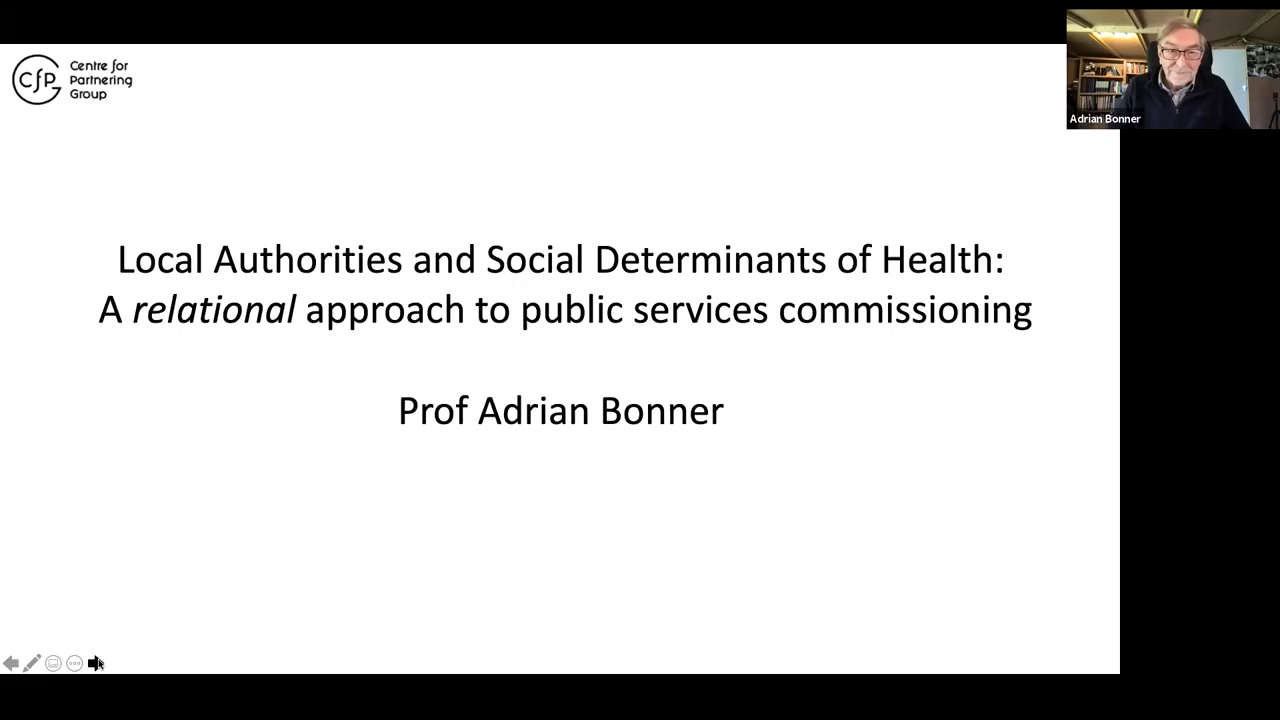 CfP
Centre for
Partnering
Group
Adrian Bonner
Local Authorities and Social Determinants of Health:
A relational approach to public services commissioning
Prof Adrian Bonner